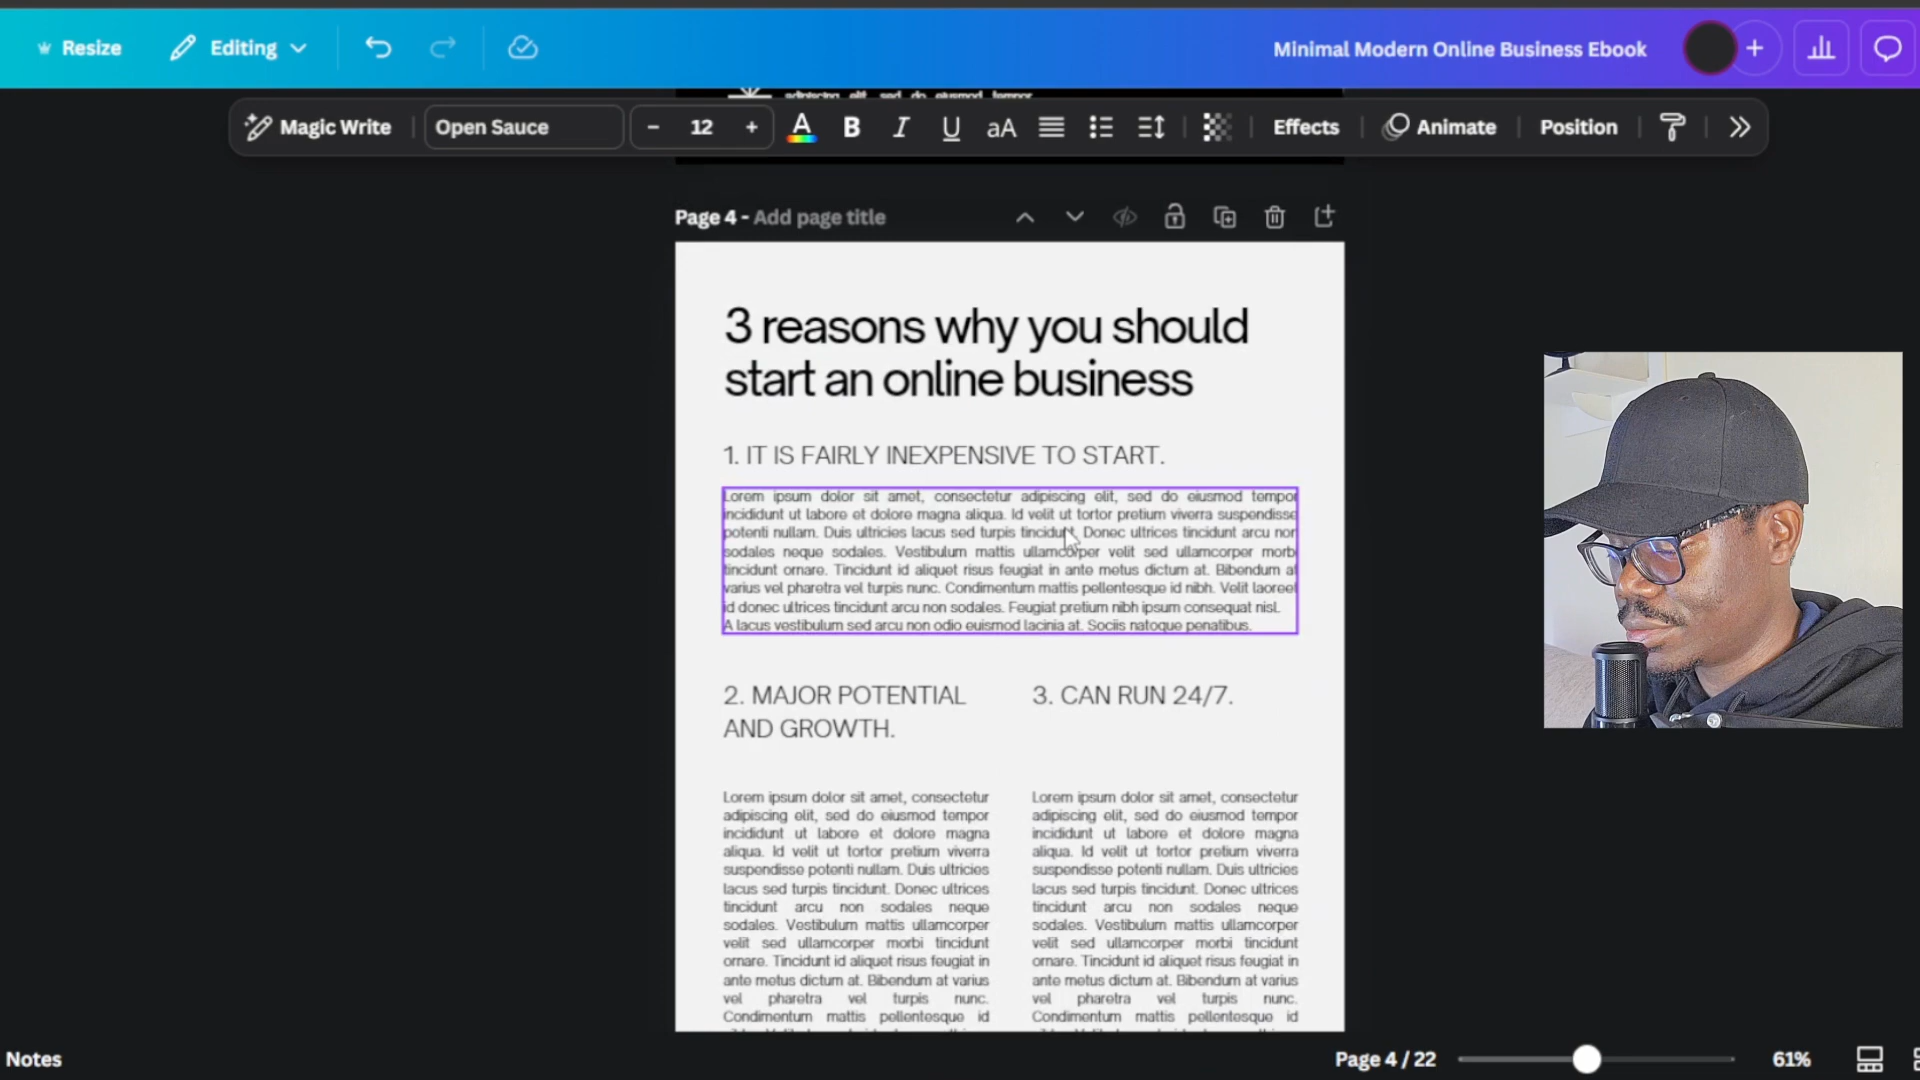 Resize
Editing
Minimal Modern Online Business Ebook
adipiscing elit, sed do eiusmod tempor
Magic Write
Open Sauce
− 12 +
A B I U aA
Effects
Animate
Position
Page 4 - Add page title
3 reasons why you should
start an online business
1. IT IS FAIRLY INEXPENSIVE TO START.
Lorem ipsum dolor sit amet, consectetur adipiscing elit, sed do eiusmod tempor
incididunt ut labore et dolore magna aliqua. Id velit ut tortor pretium viverra suspendisse
potenti nullam. Duis ultricies lacus sed turpis tincidunt. Donec ultrices tincidunt arcu non
sodales neque sodales. Vestibulum mattis ullamcorper velit sed ullamcorper morbi
tincidunt ornare. Tincidunt id aliquet risus feugiat in ante metus dictum at. Bibendum at
varius vel pharetra vel turpis nunc. Condimentum mattis pellentesque id nibh. Velit laoreet
id donec ultrices tincidunt arcu non sodales. Feugiat pretium nibh ipsum consequat nisl.
A lacus vestibulum sed arcu non odio euismod lacinia at. Sociis natoque penatibus.
2. MAJOR POTENTIAL
AND GROWTH.
Lorem ipsum dolor sit amet, consectetur
adipiscing elit, sed do eiusmod tempor
incididunt ut labore et dolore magna
aliqua. Id velit ut tortor pretium viverra
suspendisse potenti nullam. Duis ultricies
lacus sed turpis tincidunt. Donec ultrices
tincidunt arcu non sodales neque
sodales. Vestibulum mattis ullamcorper
velit sed ullamcorper morbi tincidunt
ornare. Tincidunt id aliquet risus feugiat in
ante metus dictum at. Bibendum at varius
vel pharetra vel turpis nunc.
Condimentum mattis pellentesque id
3. CAN RUN 24/7.
Lorem ipsum dolor sit amet, consectetur
adipiscing elit, sed do eiusmod tempor
incididunt ut labore et dolore magna
aliqua. Id velit ut tortor pretium viverra
suspendisse potenti nullam. Duis ultricies
lacus sed turpis tincidunt. Donec ultrices
tincidunt arcu non sodales neque
sodales. Vestibulum mattis ullamcorper
velit sed ullamcorper morbi tincidunt
ornare. Tincidunt id aliquet risus feugiat in
ante metus dictum at. Bibendum at varius
vel pharetra vel turpis nunc.
Condimentum mattis pellentesque id
Notes
Page 4 / 22
61%